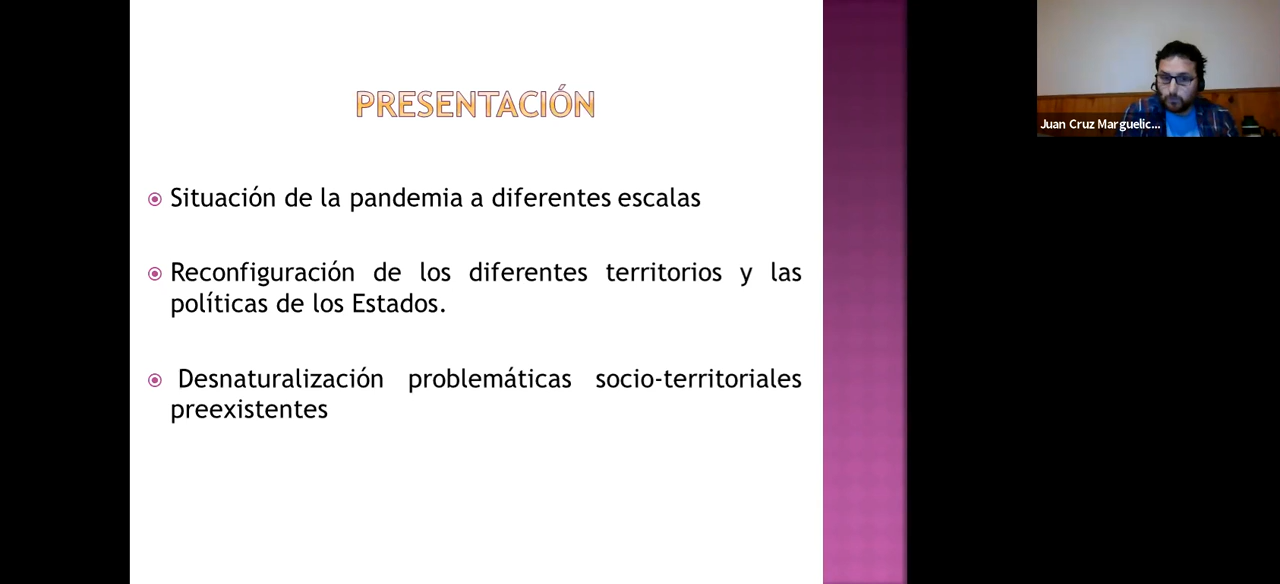 PRESENTACIÓN
Situación de la pandemia a diferentes escalas
Reconfiguración de los diferentes territorios y las
políticas de los Estados.
Desnaturalización problemáticas socio-territoriales
preexistentes
Juan Cruz Marguelic...